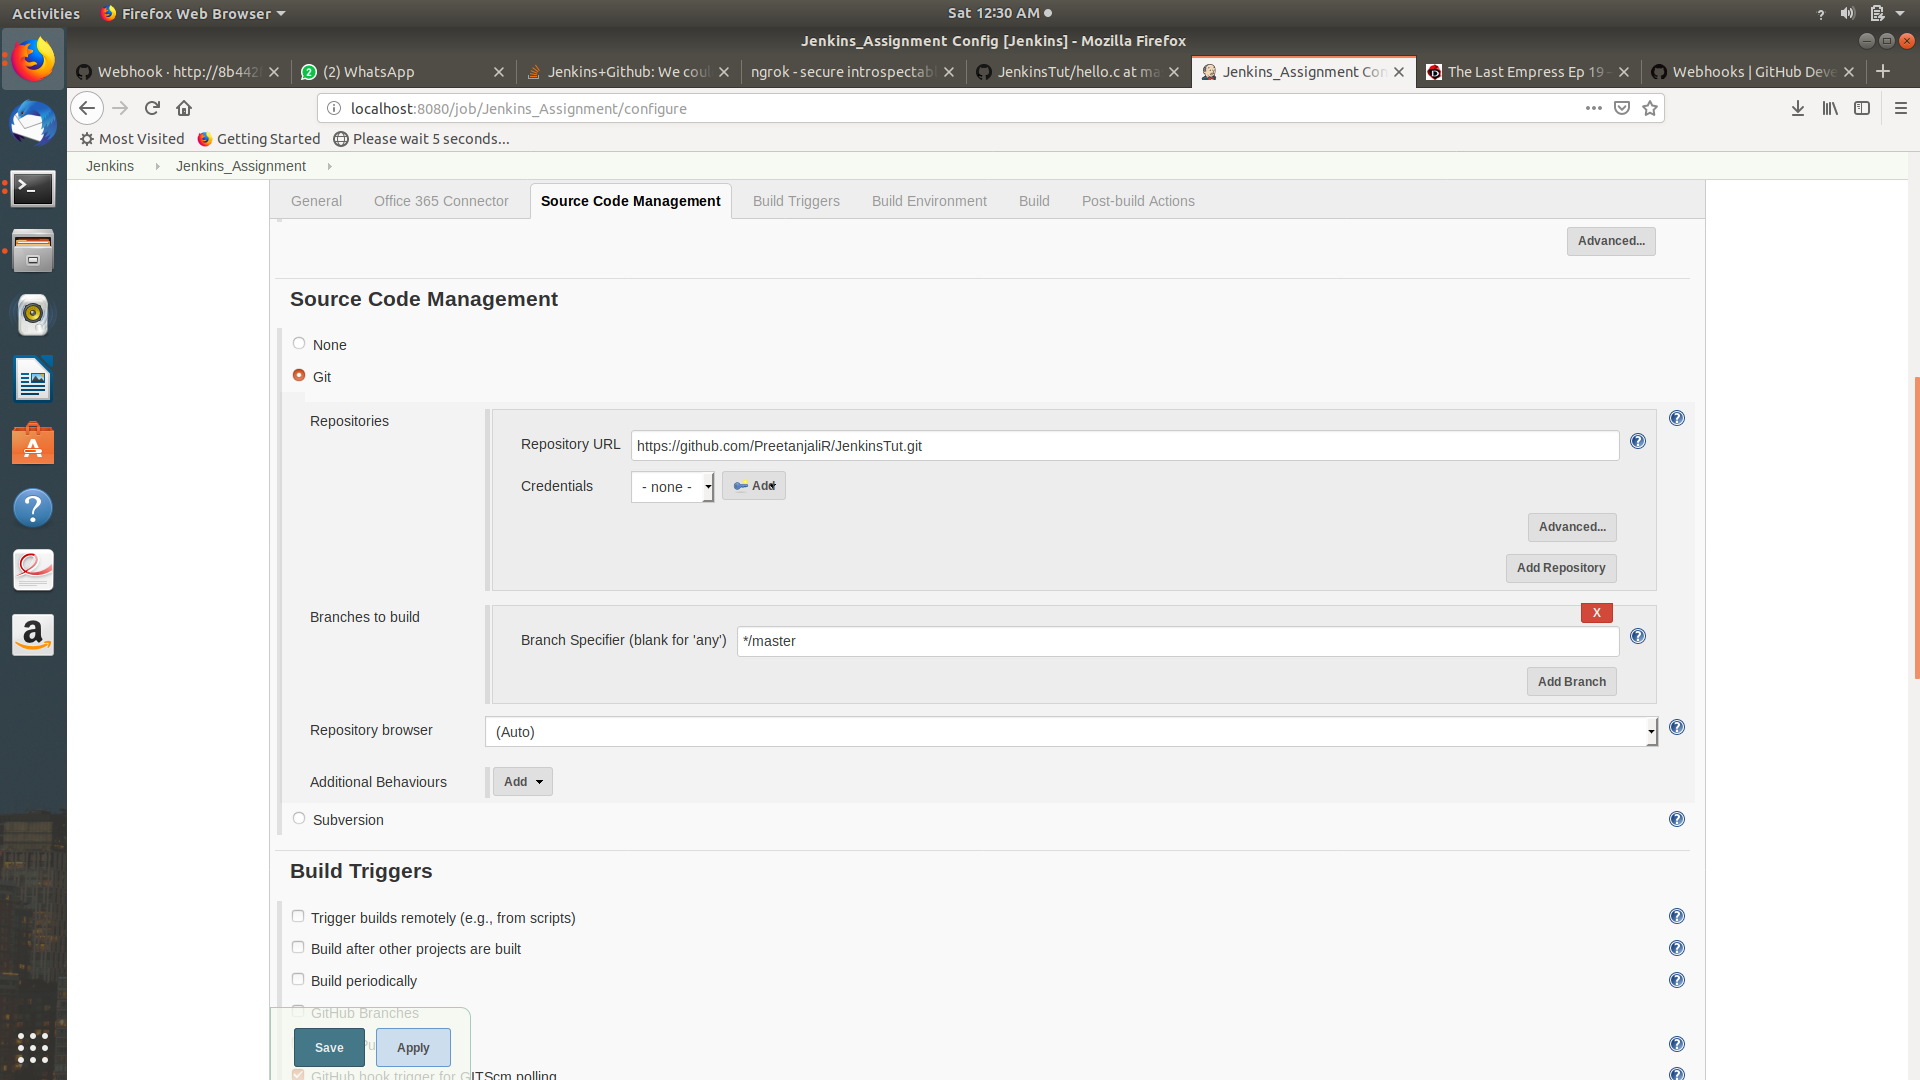 Activities
Firefox Web Browser
Sat 12:30 AM
Jenkins_Assignment Config [Jenkins] - Mozilla Firefox
Webhook · http://8b442
(2) WhatsApp
Jenkins+Github: We cou
ngrok - secure introspectab
JenkinsTut/hello.c at ma
Jenkins_Assignment Con
The Last Empress Ep 19 -
Webhooks | GitHub Deve
localhost:8080/job/Jenkins_Assignment/configure
Most Visited
Getting Started
Please wait 5 seconds...
Jenkins
Jenkins_Assignment
General
Office 365 Connector
Source Code Management
Build Triggers
Build Environment
Build
Post-build Actions
Advanced...
Source Code Management
None
Git
Repositories
Repository URL
https://github.com/PreetanjaliR/JenkinsTut.git
Credentials
- none -
Add
Advanced...
Add Repository
Branches to build
X
Branch Specifier (blank for 'any')
*/master
Add Branch
Repository browser
(Auto)
Additional Behaviours
Add
Subversion
Build Triggers
Trigger builds remotely (e.g., from scripts)
Build after other projects are built
Build periodically
GitHub Branches
Save
Apply
GitHub hook trigger for GITScm polling